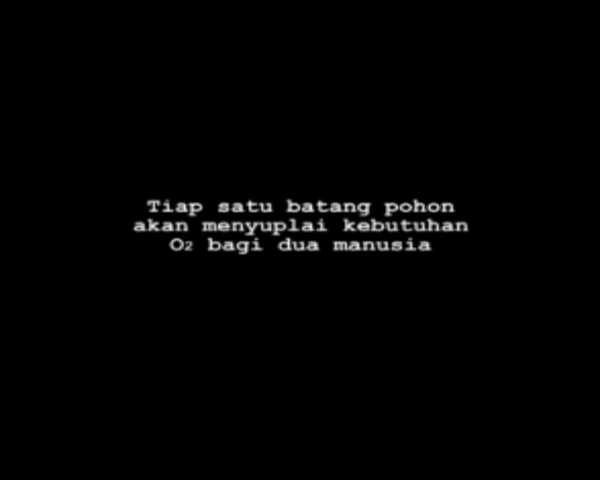 Tiap satu batang pohon
akan menyuplai kebutuhan
O₂ bagi dua manusia